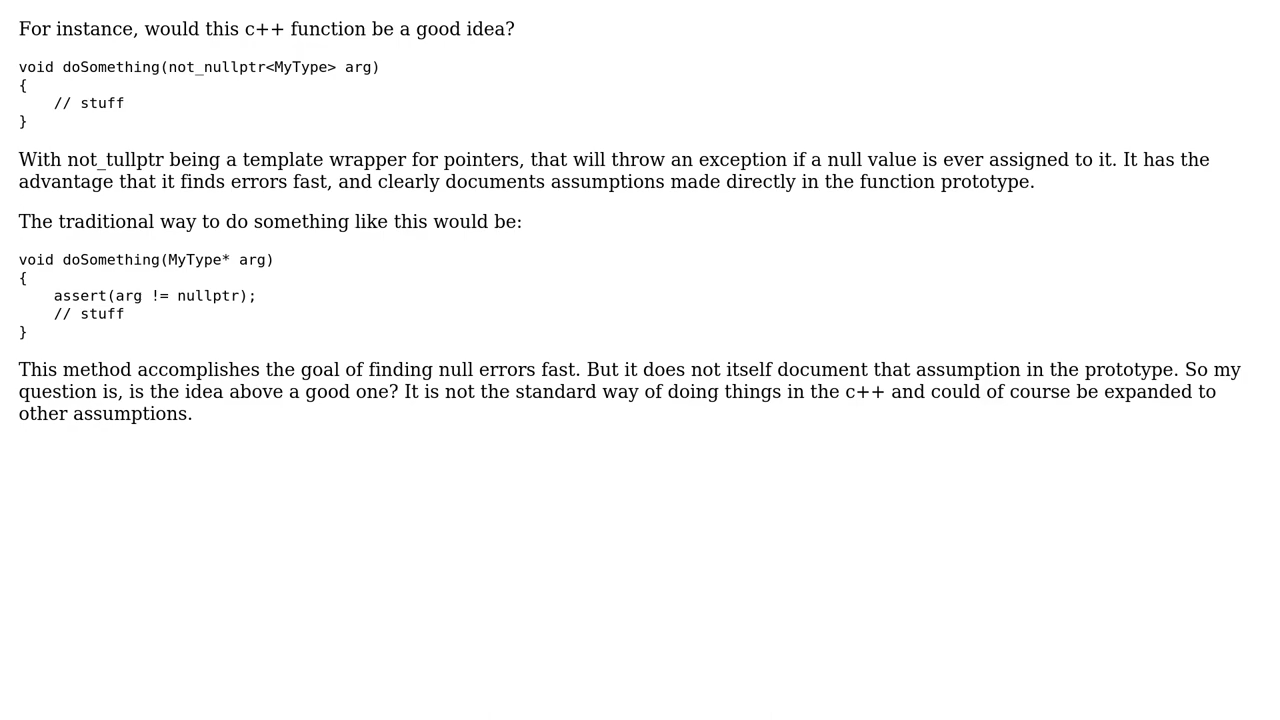 For instance, would this c++ function be a good idea?
void doSomething(not_nullptr<MyType> arg)
{
    // stuff
}
With not_tullptr being a template wrapper for pointers, that will throw an exception if a null value is ever assigned to it. It has the
advantage that it finds errors fast, and clearly documents assumptions made directly in the function prototype.
The traditional way to do something like this would be:
void doSomething(MyType* arg)
{
    assert(arg != nullptr);
    // stuff
}
This method accomplishes the goal of finding null errors fast. But it does not itself document that assumption in the prototype. So my
question is, is the idea above a good one? It is not the standard way of doing things in the c++ and could of course be expanded to
other assumptions.